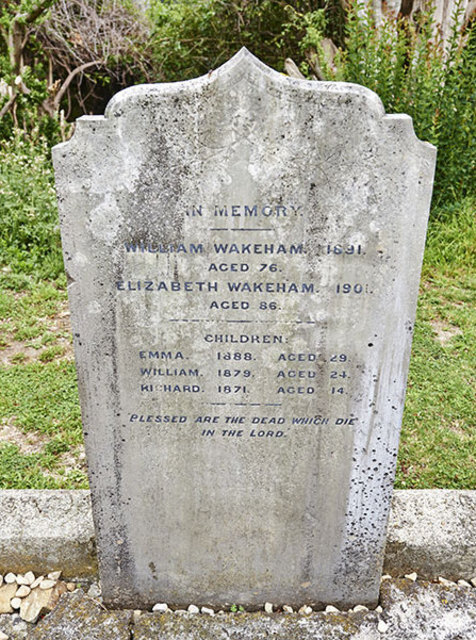 IN MEMORY
WILLIAM WAKEHAM. 1891.
AGED 76.
ELIZABETH WAKEHAM. 1901.
AGED 86.
CHILDREN:
EMMA. 1888. AGED 29.
WILLIAM. 1879. AGED 24.
RICHARD. 1871. AGED 14.
"BLESSED ARE THE DEAD WHICH DIE
IN THE LORD."